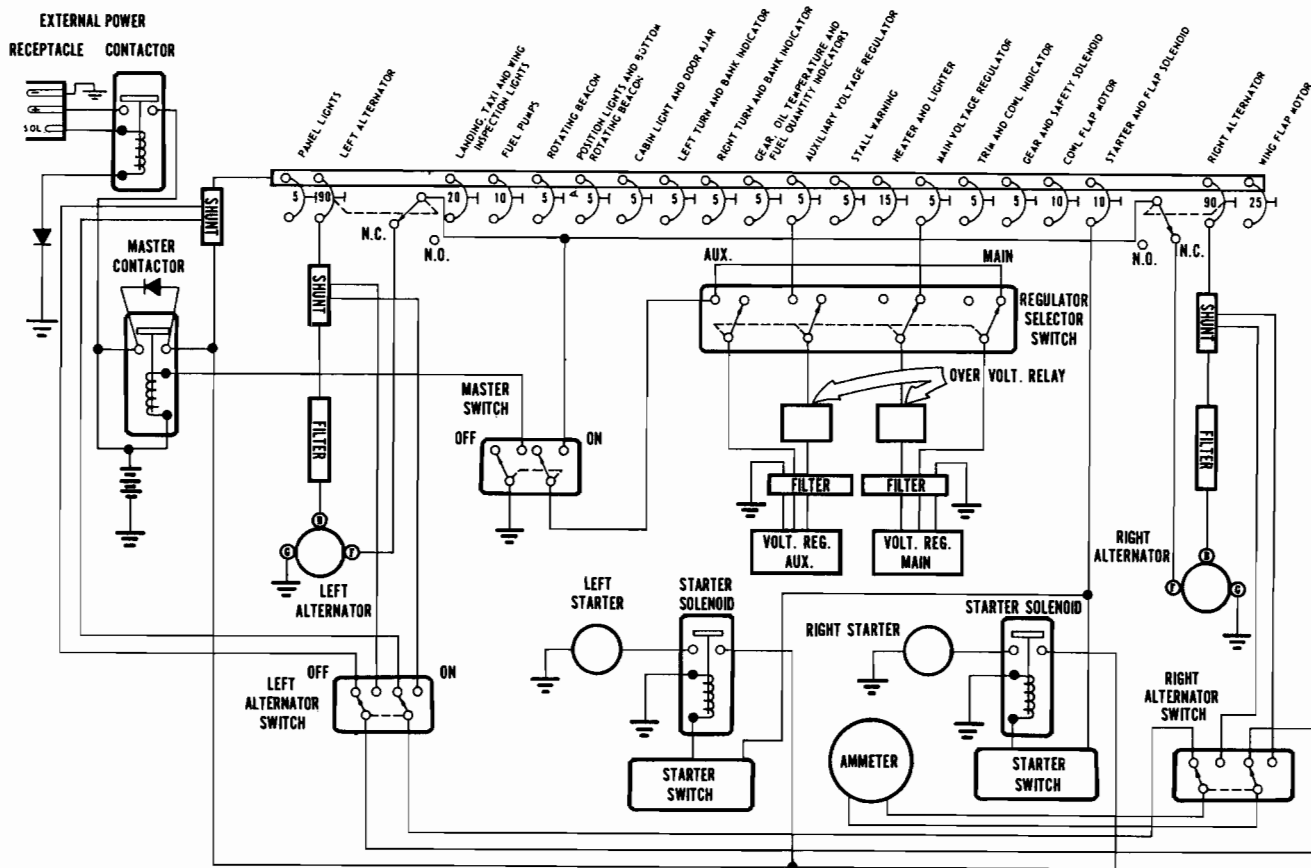 EXTERNAL POWER
RECEPTACLE CONTACTOR
−
+
SOL
PANEL LIGHTS
LEFT ALTERNATOR
LANDING, TAXI AND WING
INSPECTION LIGHTS
FUEL PUMPS
ROTATING BEACON
POSITION LIGHTS AND BOTTOM
ROTATING BEACON
CABIN LIGHT AND DOOR AJAR
LEFT TURN AND BANK INDICATOR
RIGHT TURN AND BANK INDICATOR
GEAR, OIL TEMPERATURE AND
FUEL QUANTITY INDICATORS
AUXILIARY VOLTAGE REGULATOR
STALL WARNING
HEATER AND LIGHTER
MAIN VOLTAGE REGULATOR
TRIM AND COWL INDICATOR
GEAR AND SAFETY SOLENOID
COWL FLAP MOTOR
STARTER AND FLAP SOLENOID
RIGHT ALTERNATOR
WING FLAP MOTOR
5 90 20 10 5 5 5 5 5 5 5 5 15 5 5 5 10 10 90 25
SHUNT
N.C.
N.O.
N.O.
N.C.
MASTER
CONTACTOR
SHUNT
AUX.
MAIN
REGULATOR
SELECTOR
SWITCH
SHUNT
OVER VOLT. RELAY
MASTER
SWITCH
OFF
ON
FILTER
FILTER
FILTER
FILTER
VOLT. REG.
AUX.
VOLT. REG.
MAIN
B
G
F
LEFT
ALTERNATOR
RIGHT
ALTERNATOR
B
F
G
LEFT
STARTER
STARTER
SOLENOID
RIGHT STARTER
STARTER SOLENOID
OFF
ON
LEFT
ALTERNATOR
SWITCH
RIGHT
ALTERNATOR
SWITCH
STARTER
SWITCH
AMMETER
STARTER
SWITCH